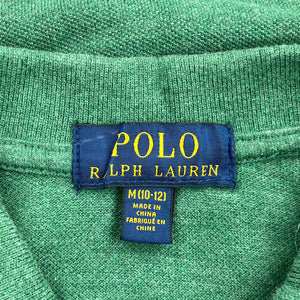 POLO
RALPH LAUREN
M(10-12)
MADE IN
CHINA
FABRIQUÉ EN
CHINE